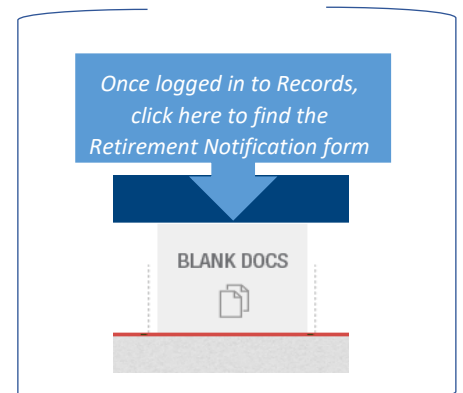 Once logged in to Records,
click here to find the
Retirement Notification form
BLANK DOCS